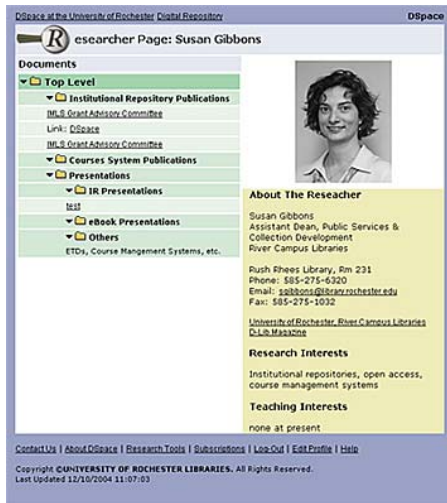 DSpace at the University of Rochester Digital Repository DSpace
R esearcher Page: Susan Gibbons
Documents
Top Level
Institutional Repository Publications
IMLS Grant Advisory Committee
Link: DSpace
IMLS Grant Advisory Committee
Courses System Publications
Presentations
IR Presentations
test
eBook Presentations
Others
ETDs, Course Mangement Systems, etc.
About The Reseacher
Susan Gibbons
Assistant Dean, Public Services &
Collection Development
River Campus Libraries
Rush Rhees Library, Rm 231
Phone: 585-275-6320
Email: sgibbons@library.rochester.edu
Fax: 585-275-1032
University of Rochester, River Campus Libraries
D-Lib Magazine
Research Interests
Institutional repositories, open access,
course management systems
Teaching Interests
none at present
Contact Us | About DSpace | Research Tools | Subscriptions | Log-Out | Edit Profile | Help
Copyright ©UNIVERSITY OF ROCHESTER LIBRARIES. All Rights Reserved.
Last Updated 12/10/2004 11:07:03